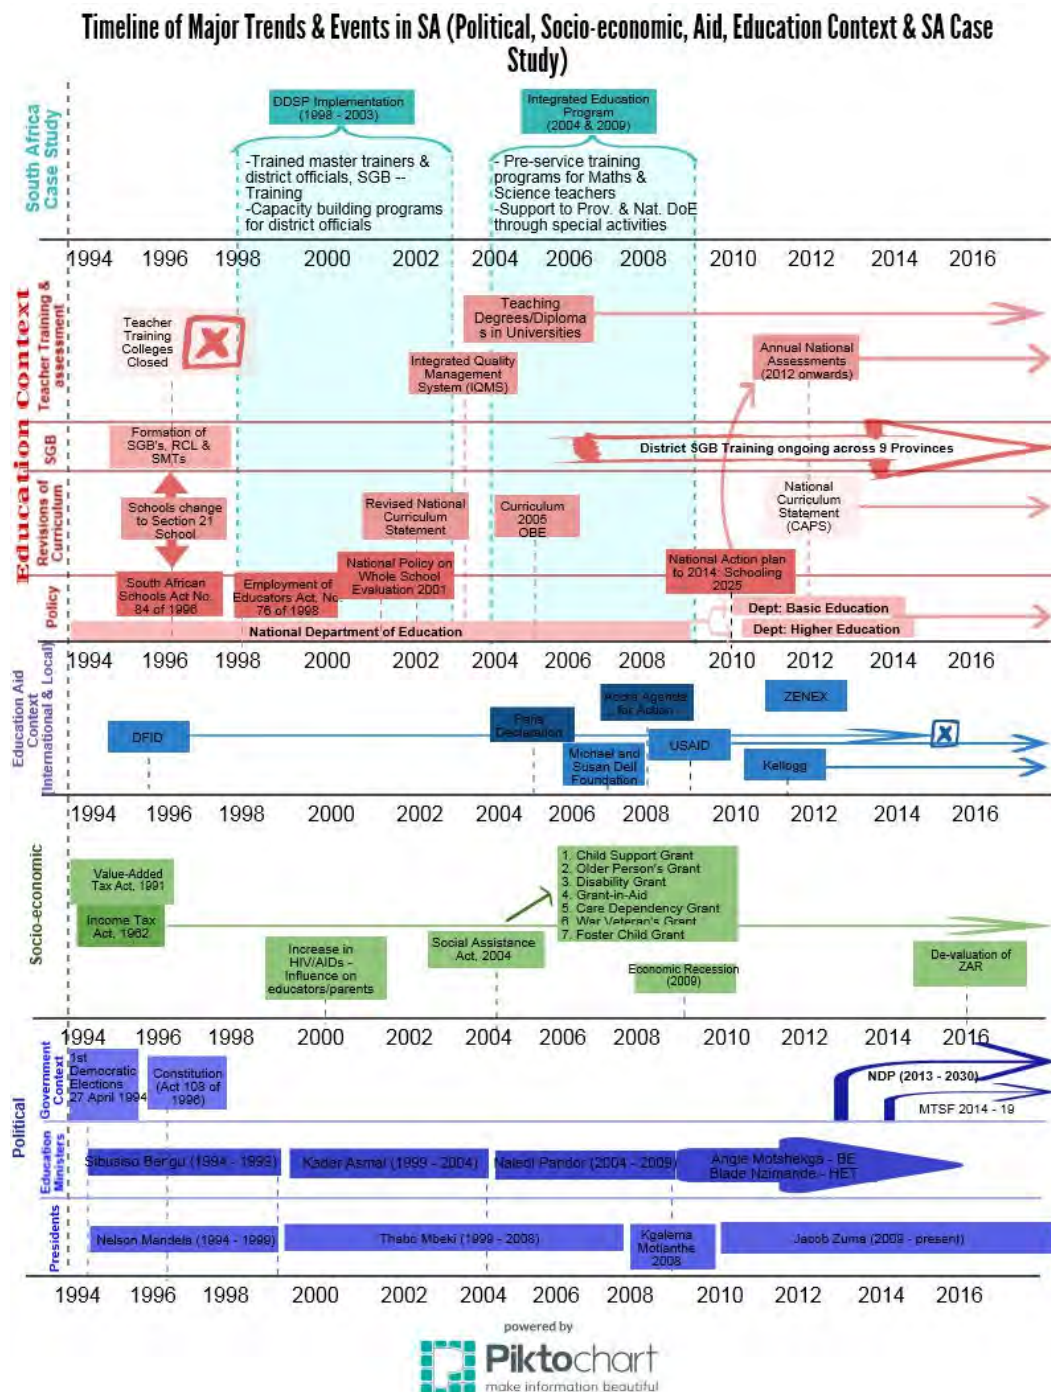 Timeline of Major Trends & Events in SA (Political, Socio-economic, Aid, Education Context & SA Case
Study)
South Africa
Case Study
DDSP Implementation
(1998 - 2003)
Integrated Education
Program
(2004 & 2009)
-Trained master trainers &
district officials, SGB --
Training
-Capacity building programs
for district officials
- Pre-service training
programs for Maths &
Science teachers
-Support to Prov. & Nat. DoE
through special activities
1994 1996 1998 2000 2002 2004 2006 2008 2010 2012 2014 2016
Education Context
Teacher Training &
assessment
Teacher
Training
Colleges
Closed
Teaching
Degrees/Diploma
s in Universities
Integrated Quality
Management
System (IQMS)
Annual National
Assessments
(2012 onwards)
SGB
Formation of
SGB's, RCL &
SMTs
District SGB Training ongoing across 9 Provinces
Revisions of
Curriculum
Schools change
to Section 21
School
Revised National
Curriculum
Statement
Curriculum
2005
OBE
National
Curriculum
Statement
(CAPS)
Policy
South African
Schools Act No.
84 of 1996
Employment of
Educators Act, No.
76 of 1998
National Policy on
Whole School
Evaluation 2001
National Action plan
to 2014: Schooling
2025
Dept: Basic Education
Dept: Higher Education
National Department of Education
1994 1996 1998 2000 2002 2004 2006 2008 2010 2012 2014 2016
Education Aid
Context
(International & Local)
DFID
Paris
Declaration
Accra Agenda
for Action
Michael and
Susan Dell
Foundation
USAID
ZENEX
Kellogg
1994 1996 1998 2000 2002 2004 2006 2008 2010 2012 2014 2016
Socio-economic
Value-Added
Tax Act, 1991
Income Tax
Act, 1962
Increase in
HIV/AIDs -
Influence on
educators/parents
Social Assistance
Act, 2004
1. Child Support Grant
2. Older Person's Grant
3. Disability Grant
4. Grant-in-Aid
5. Care Dependency Grant
6. War Veteran's Grant
7. Foster Child Grant
Economic Recession
(2009)
De-valuation of
ZAR
1994 1996 1998 2000 2002 2004 2006 2008 2010 2012 2014 2016
Political
Government
Context
1st
Democratic
Elections
27 April 1994
Constitution
(Act 108 of
1996)
NDP (2013 - 2030)
MTSF 2014 - 19
Education
Ministers
Sibusiso Bengu (1994 - 1999)
Kader Asmal (1999 - 2004)
Naledi Pandor (2004 - 2009)
Angie Motshekga - BE
Blade Nzimande - HET
Presidents
Nelson Mandela (1994 - 1999)
Thabo Mbeki (1999 - 2008)
Kgalema
Motlanthe
2008
Jacob Zuma (2009 - present)
1994 1996 1998 2000 2002 2004 2006 2008 2010 2012 2014 2016
powered by
Piktochart
make information beautiful